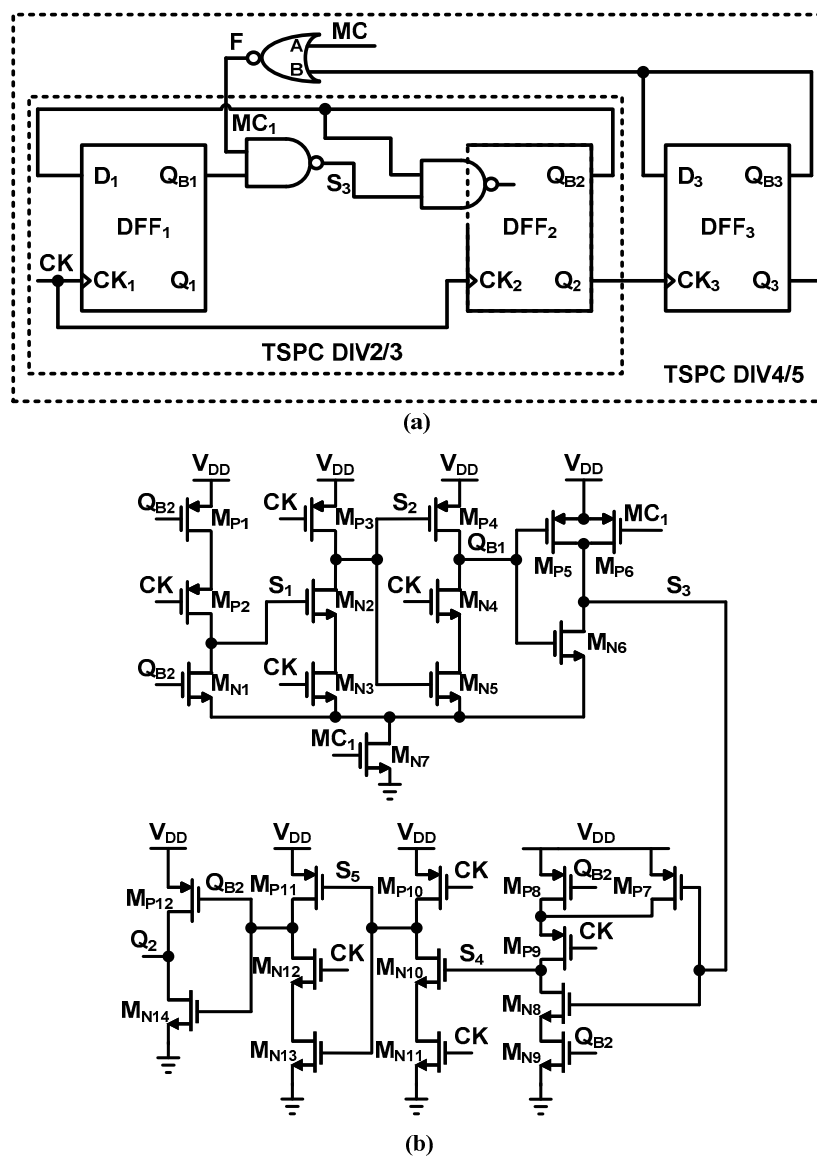 F A MC
B
MC1
D1 QB1 S3 QB2 D3 QB3
DFF1 DFF2 DFF3
CK
CK1 Q1 CK2 Q2 CK3 Q3
TSPC DIV2/3
TSPC DIV4/5
(a)
VDD VDD VDD VDD
QB2 MP1 CK MP3 S2 MP4
QB1 MC1
MP5 MP6
CK MP2 S1 MN2 CK MN4 S3
MN6
QB2 MN1 CK MN3 MN5
MC1 MN7
VDD VDD VDD VDD
MP12 QB2 MP11 S5 MP10 CK MP8 QB2 MP7
Q2 MN12 CK MN10 S4 MP9 CK
MN14 MN8
MN13 MN11 CK MN9 QB2
(b)